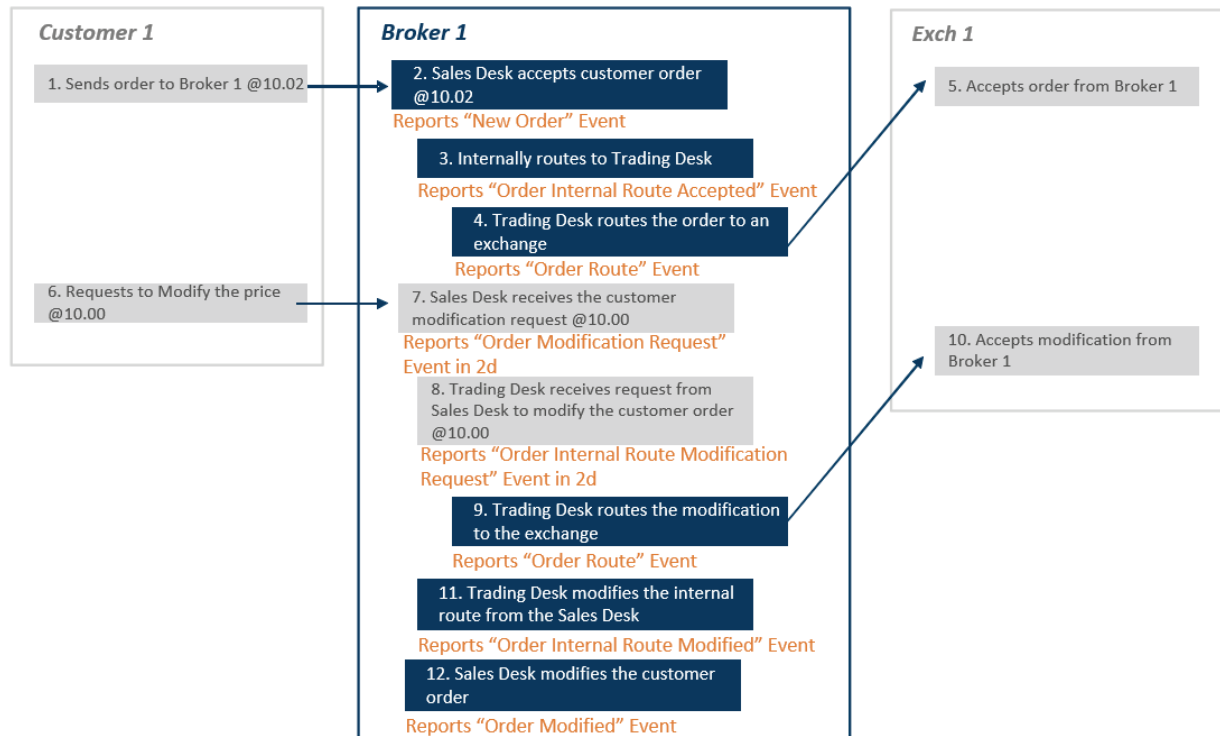 Customer 1
1. Sends order to Broker 1 @10.02
6. Requests to Modify the price
@10.00
Broker 1
2. Sales Desk accepts customer order
@10.02
Reports “New Order” Event
3. Internally routes to Trading Desk
Reports “Order Internal Route Accepted” Event
4. Trading Desk routes the order to an
exchange
Reports “Order Route” Event
7. Sales Desk receives the customer
modification request @10.00
Reports “Order Modification Request”
Event in 2d
8. Trading Desk receives request from
Sales Desk to modify the customer order
@10.00
Reports “Order Internal Route Modification
Request” Event in 2d
9. Trading Desk routes the modification
to the exchange
Reports “Order Route” Event
11. Trading Desk modifies the internal
route from the Sales Desk
Reports “Order Internal Route Modified” Event
12. Sales Desk modifies the customer
order
Reports “Order Modified” Event
Exch 1
5. Accepts order from Broker 1
10. Accepts modification from
Broker 1